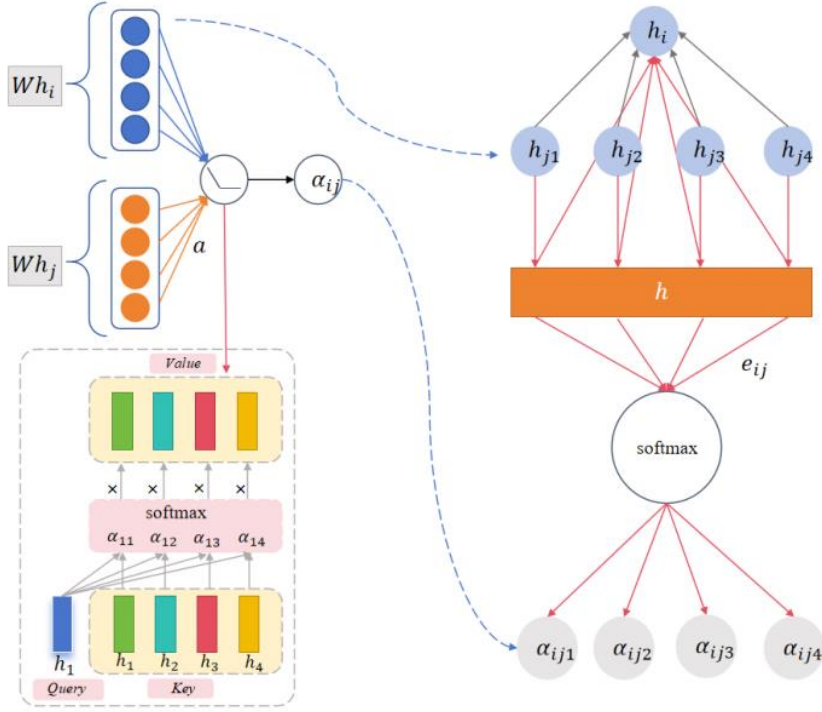 Wh_i
Wh_j
a
α_ij
Value
× × × ×
softmax
α_11 α_12 α_13 α_14
h_1
h_1 h_2 h_3 h_4
Query
Key
h_i
h_j1 h_j2 h_j3 h_j4
h
e_ij
softmax
α_ij1 α_ij2 α_ij3 α_ij4